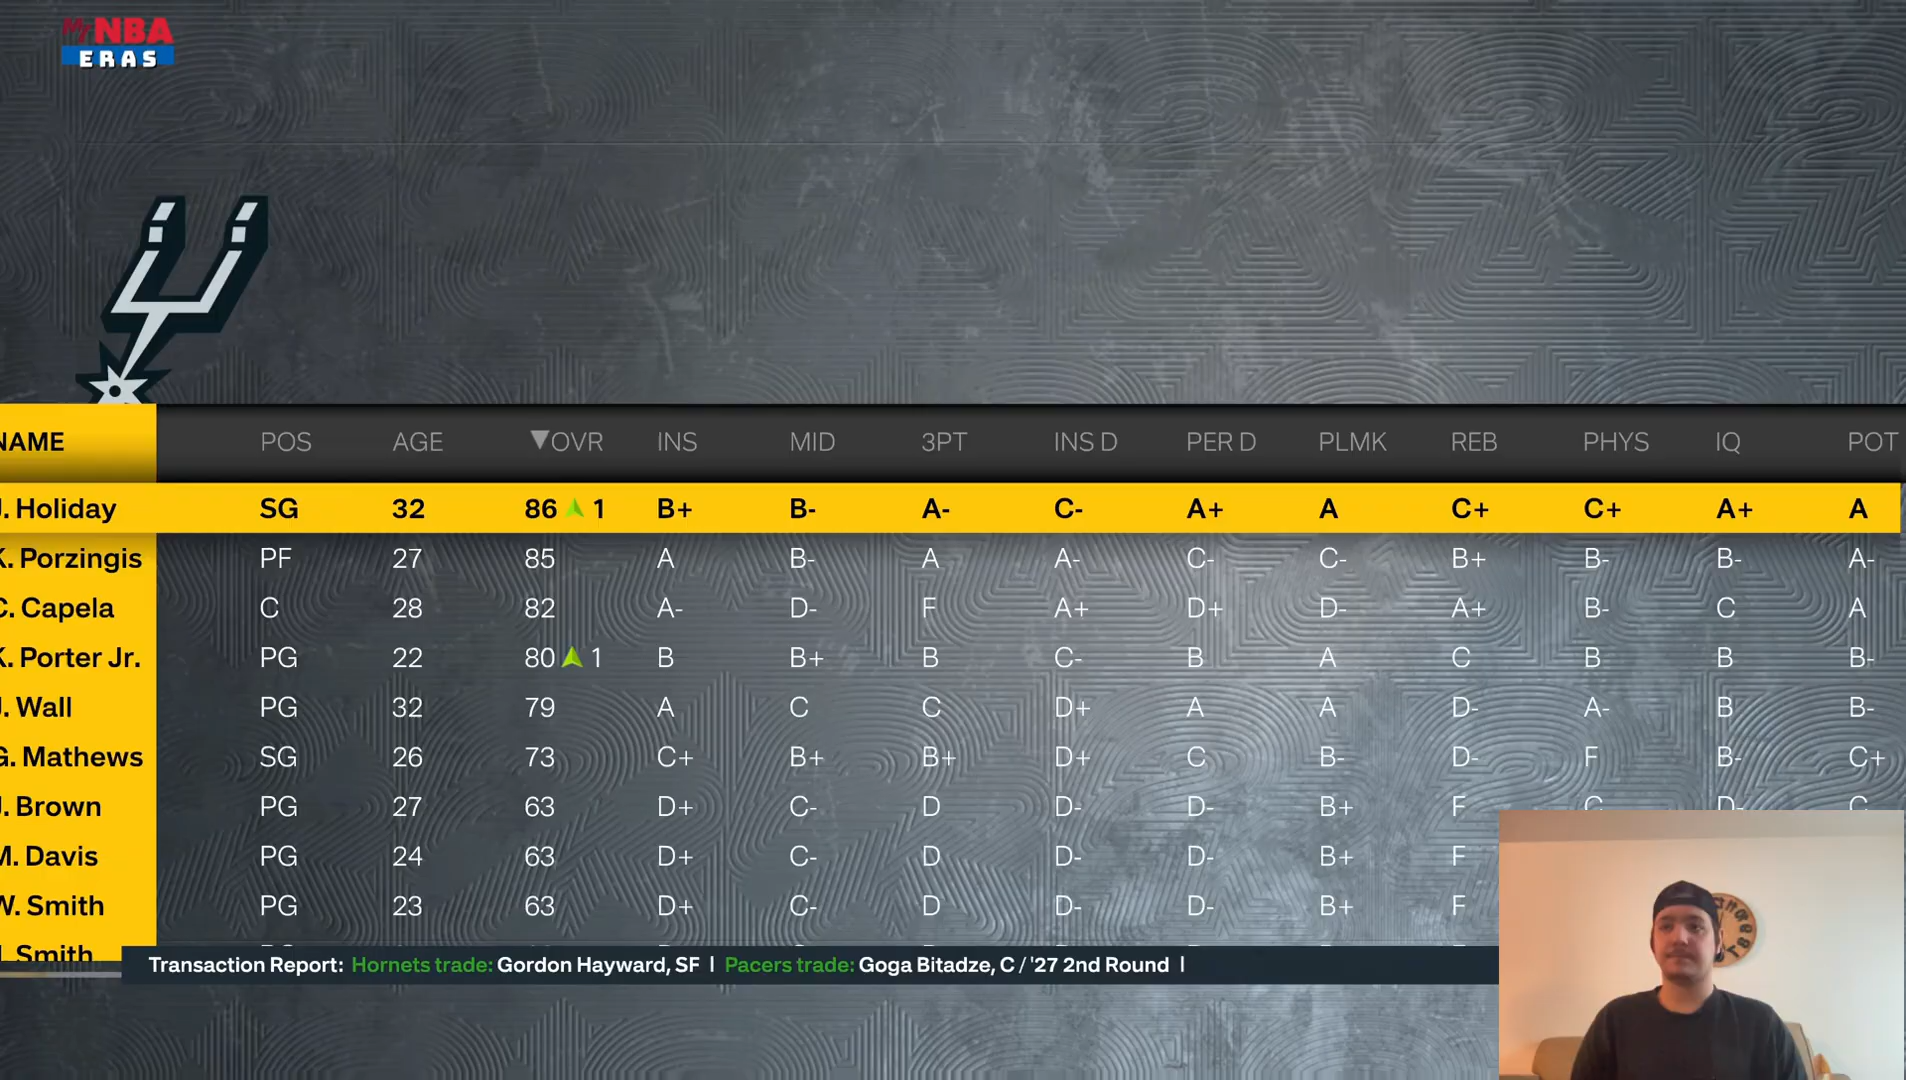 My NBA
ERAS
NAME POS AGE ▼OVR INS MID 3PT INS D PER D PLMK REB PHYS IQ POT
J. Holiday SG 32 86 1 B+ B- A- C- A+ A C+ C+ A+ A
K. Porzingis PF 27 85 A B- A A- C- C- B+ B- B- A-
C. Capela C 28 82 A- D- F A+ D+ D- A+ B- C A
K. Porter Jr. PG 22 80 1 B B+ B C- B A C B B B-
J. Wall PG 32 79 A C C D+ A A D- A- B B-
G. Mathews SG 26 73 C+ B+ B+ D+ C B- D- F B- C+
J. Brown PG 27 63 D+ C- D D- D- B+ F C D-
M. Davis PG 24 63 D+ C- D D- D- B+ F
W. Smith PG 23 63 D+ C- D D- D- B+ F
Smith
Transaction Report: Hornets trade: Gordon Hayward, SF | Pacers trade: Goga Bitadze, C / '27 2nd Round |